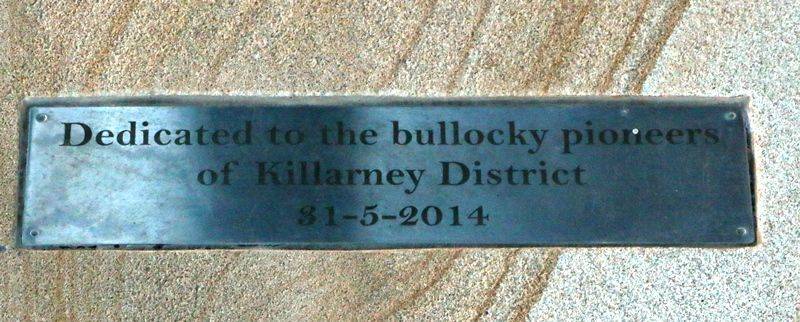 Dedicated to the bullocky pioneers
of Killarney District
31-5-2014